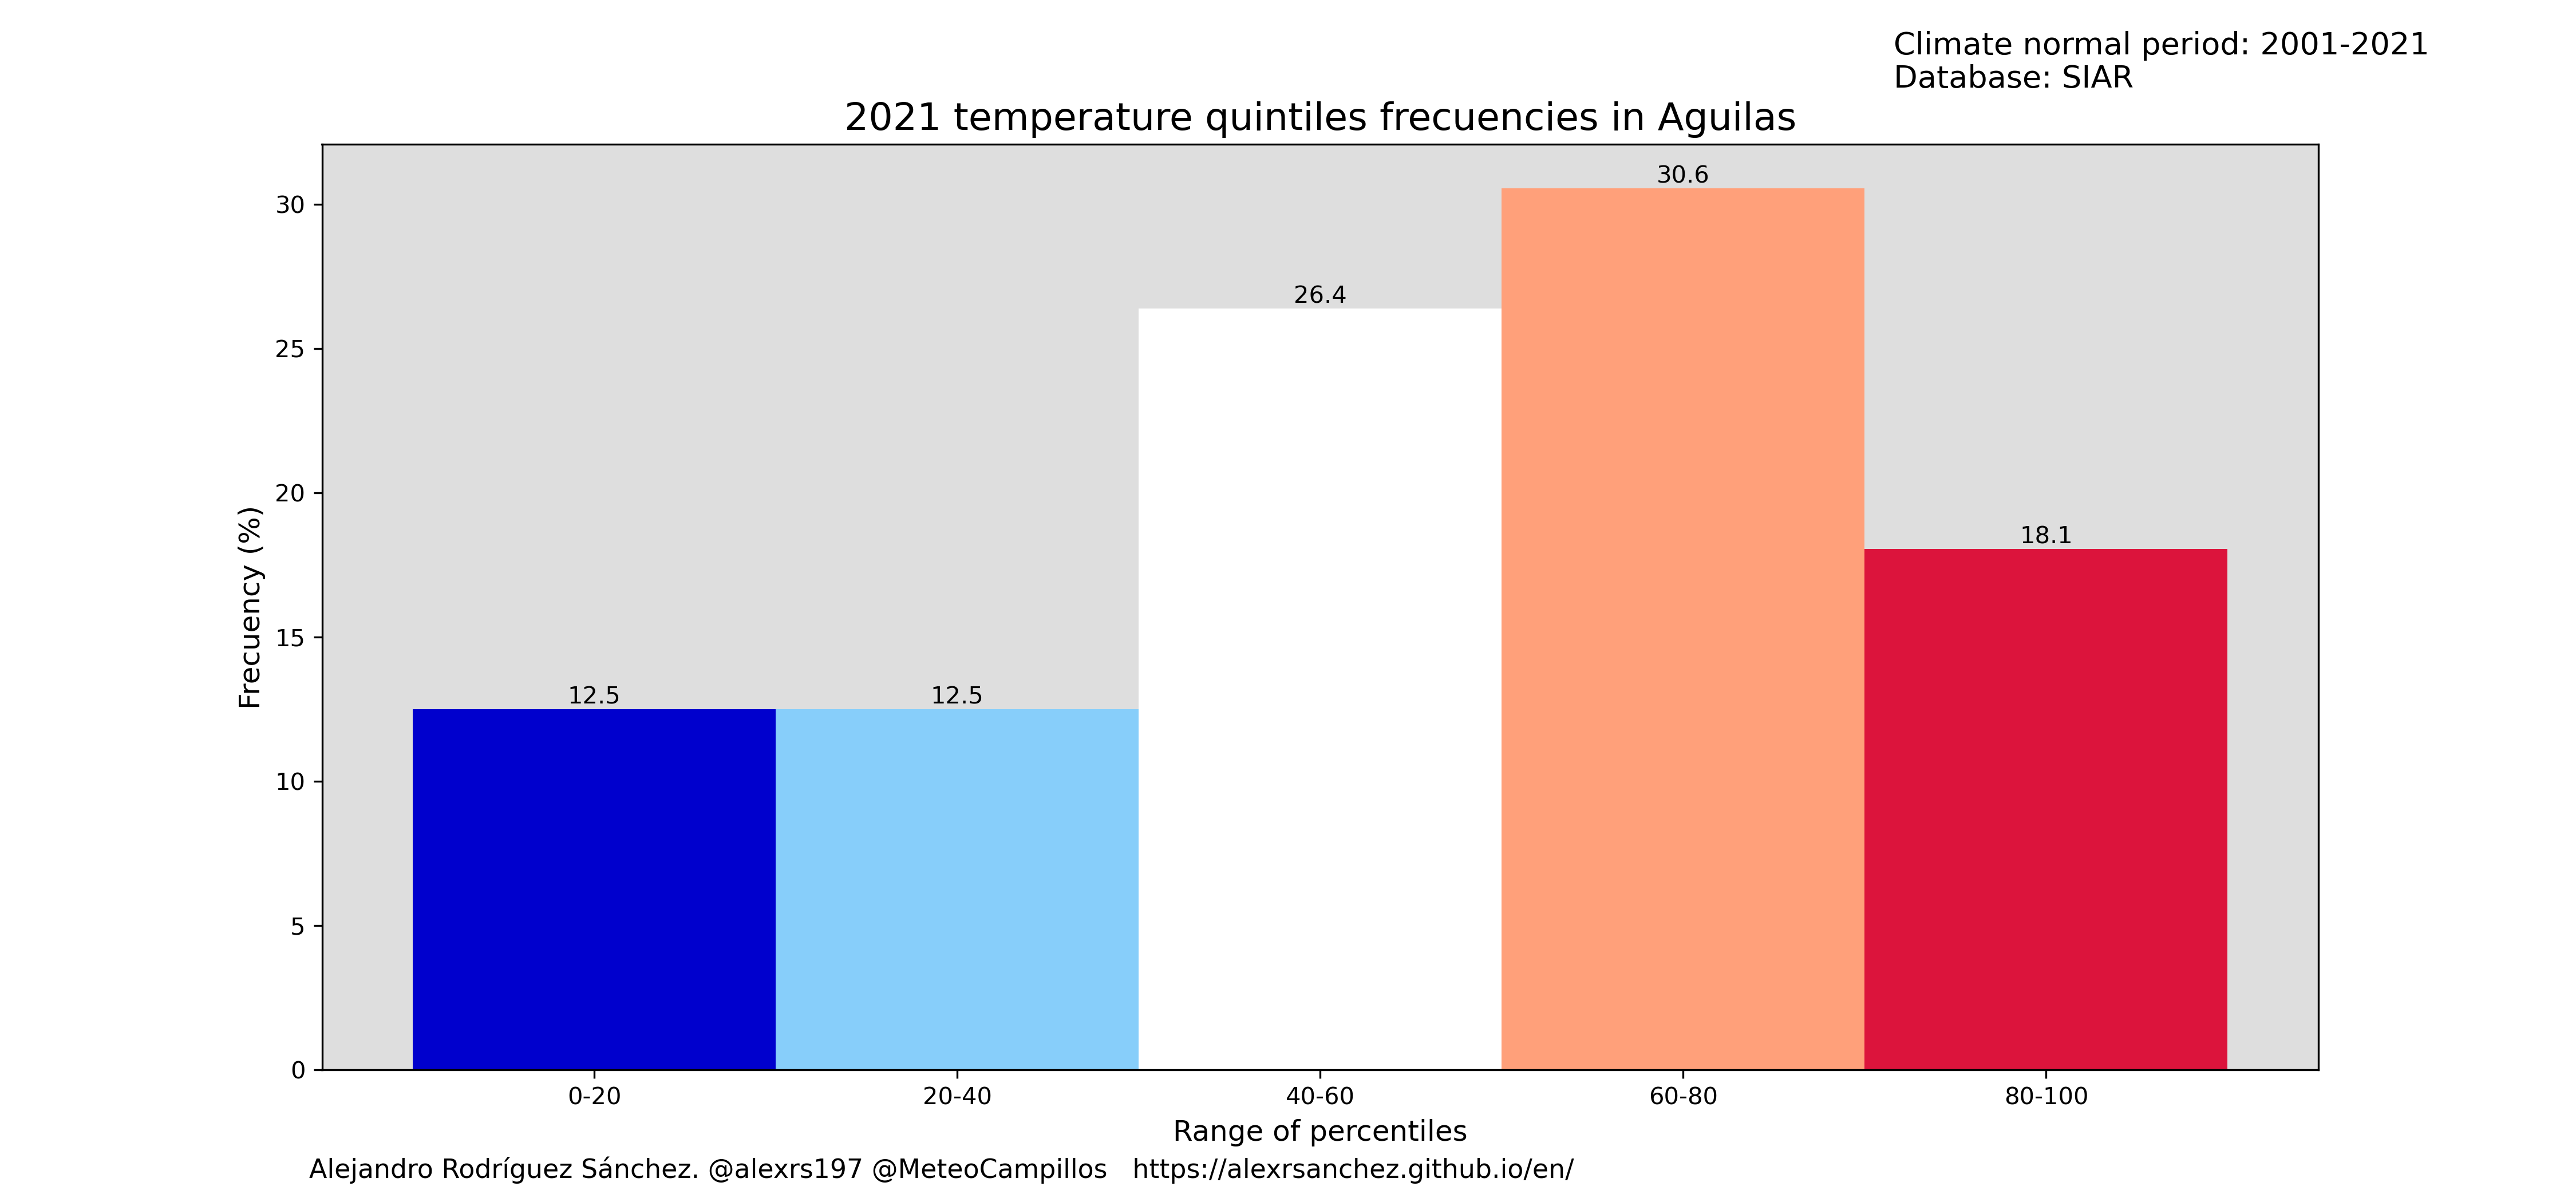 Climate normal period: 2001-2021
Database: SIAR
2021 temperature quintiles frecuencies in Aguilas
30.6
30
26.4
25
20
18.1
Frecuency (%)
15
12.5 12.5
10
5
0
0-20 20-40 40-60 60-80 80-100
Range of percentiles
Alejandro Rodríguez Sánchez. @alexrs197 @MeteoCampillos https://alexrsanchez.github.io/en/